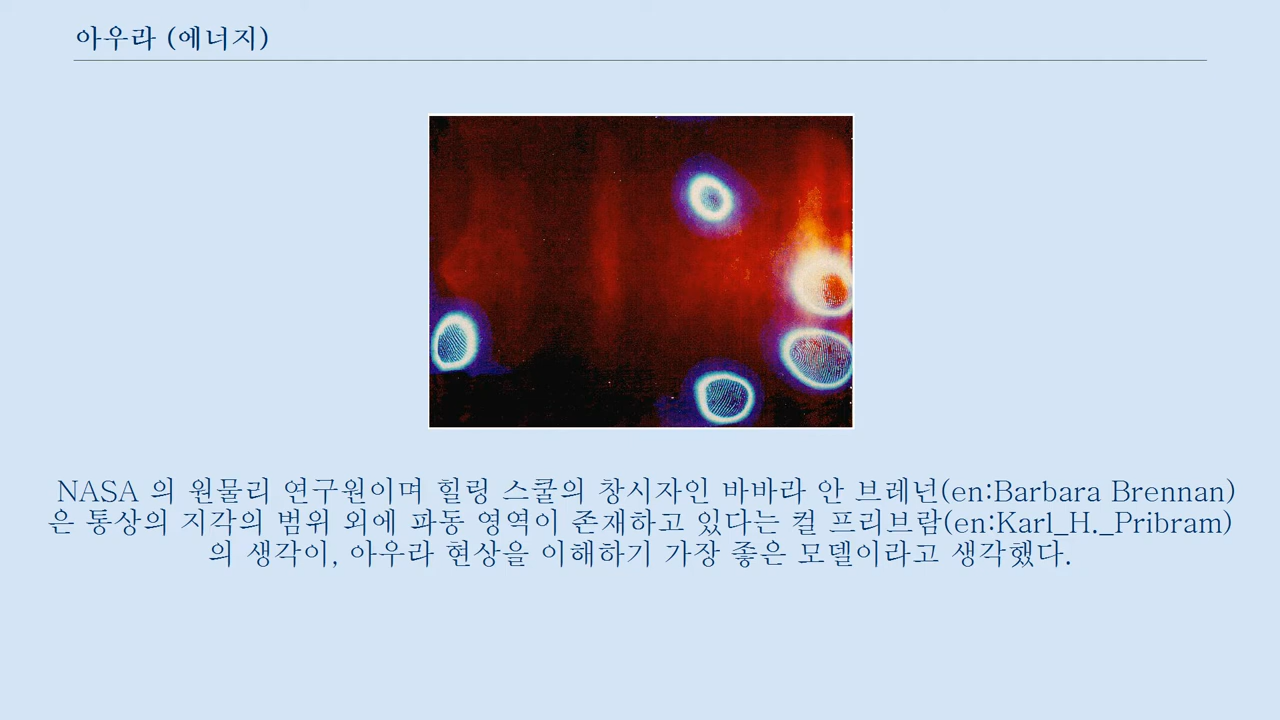 아우라 (에너지)
NASA 의 원물리 연구원이며 힐링 스쿨의 창시자인 바바라 안 브레넌(en:Barbara Brennan)
은 통상의 지각의 범위 외에 파동 영역이 존재하고 있다는 컬 프리브람(en:Karl_H._Pribram)
의 생각이, 아우라 현상을 이해하기 가장 좋은 모델이라고 생각했다.